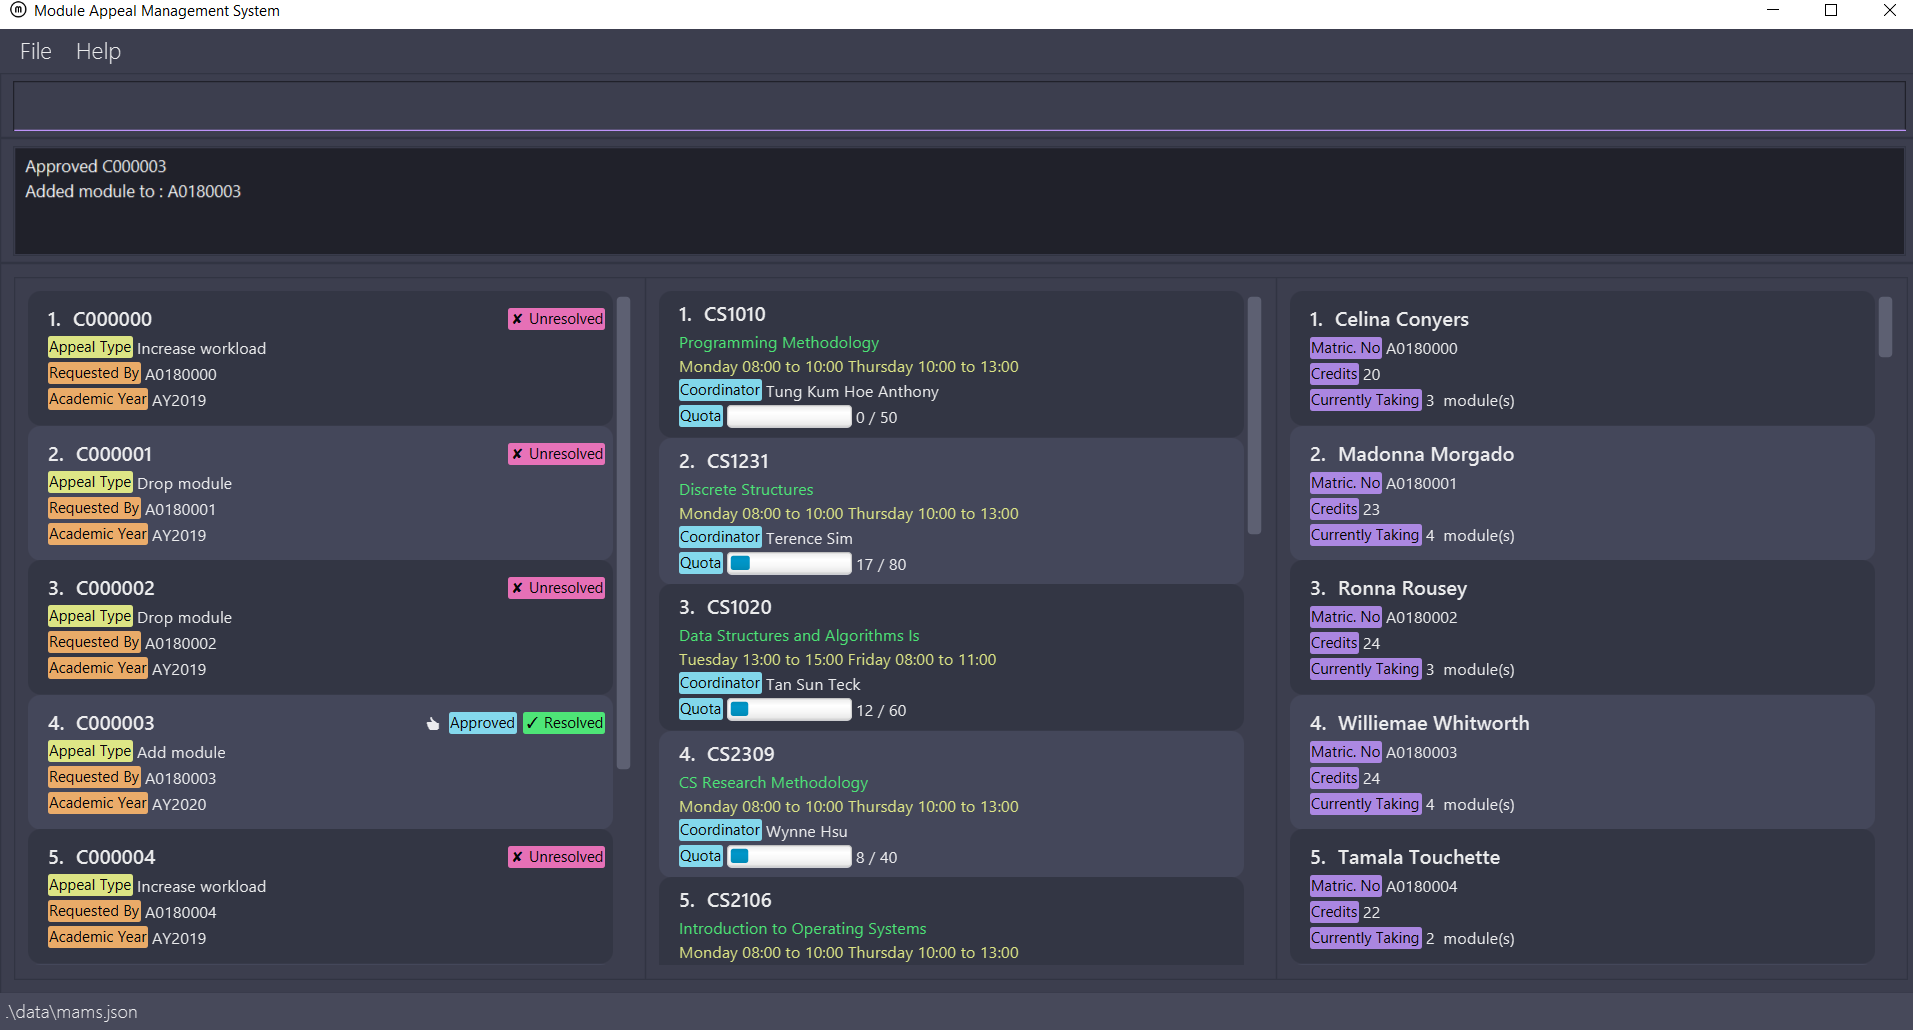 Module Appeal Management System
File Help
Approved C000003
Added module to : A0180003
1. C000000 ✘ Unresolved
Appeal Type Increase workload
Requested By A0180000
Academic Year AY2019
2. C000001 ✘ Unresolved
Appeal Type Drop module
Requested By A0180001
Academic Year AY2019
3. C000002 ✘ Unresolved
Appeal Type Drop module
Requested By A0180002
Academic Year AY2019
4. C000003 Approved ✓ Resolved
Appeal Type Add module
Requested By A0180003
Academic Year AY2020
5. C000004 ✘ Unresolved
Appeal Type Increase workload
Requested By A0180004
Academic Year AY2019
1. CS1010
Programming Methodology
Monday 08:00 to 10:00 Thursday 10:00 to 13:00
Coordinator Tung Kum Hoe Anthony
Quota 0 / 50
2. CS1231
Discrete Structures
Monday 08:00 to 10:00 Thursday 10:00 to 13:00
Coordinator Terence Sim
Quota 17 / 80
3. CS1020
Data Structures and Algorithms Is
Tuesday 13:00 to 15:00 Friday 08:00 to 11:00
Coordinator Tan Sun Teck
Quota 12 / 60
4. CS2309
CS Research Methodology
Monday 08:00 to 10:00 Thursday 10:00 to 13:00
Coordinator Wynne Hsu
Quota 8 / 40
5. CS2106
Introduction to Operating Systems
Monday 08:00 to 10:00 Thursday 10:00 to 13:00
1. Celina Conyers
Matric. No A0180000
Credits 20
Currently Taking 3 module(s)
2. Madonna Morgado
Matric. No A0180001
Credits 23
Currently Taking 4 module(s)
3. Ronna Rousey
Matric. No A0180002
Credits 24
Currently Taking 3 module(s)
4. Williemae Whitworth
Matric. No A0180003
Credits 24
Currently Taking 4 module(s)
5. Tamala Touchette
Matric. No A0180004
Credits 22
Currently Taking 2 module(s)
.\data\mams.json